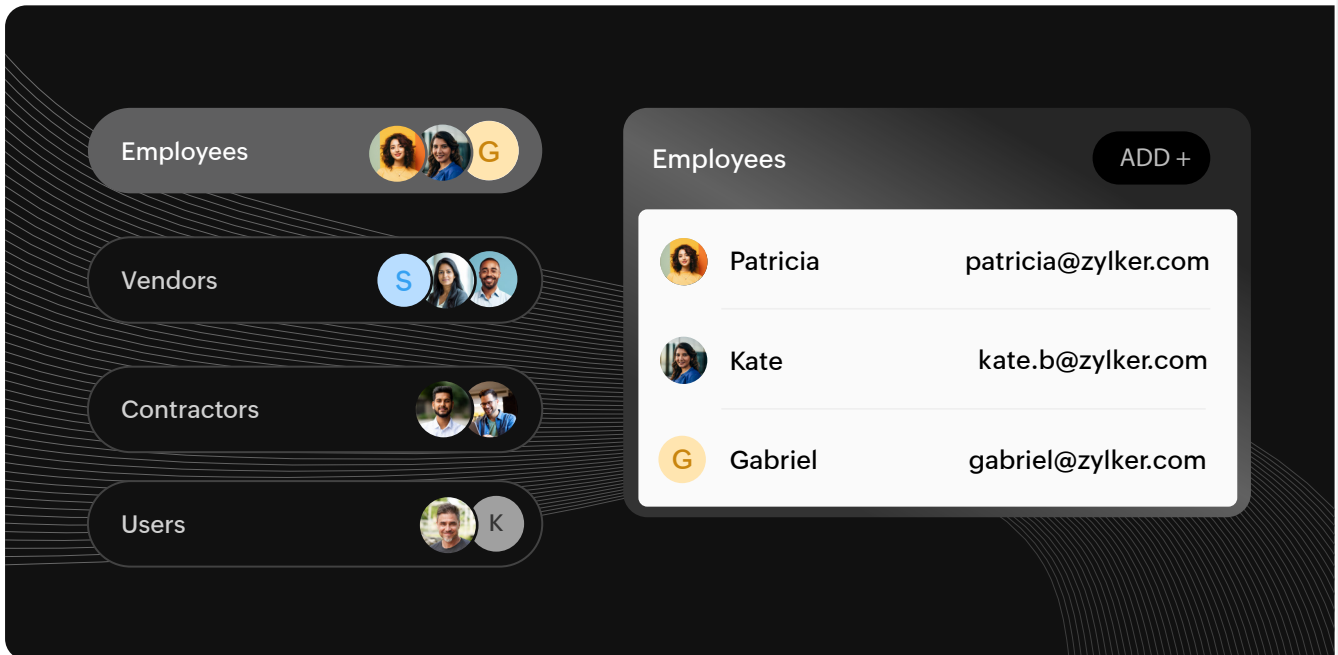 Employees
G
Vendors
S
Contractors
Users
K
Employees
ADD +
Patricia
patricia@zylker.com
Kate
kate.b@zylker.com
G
Gabriel
gabriel@zylker.com